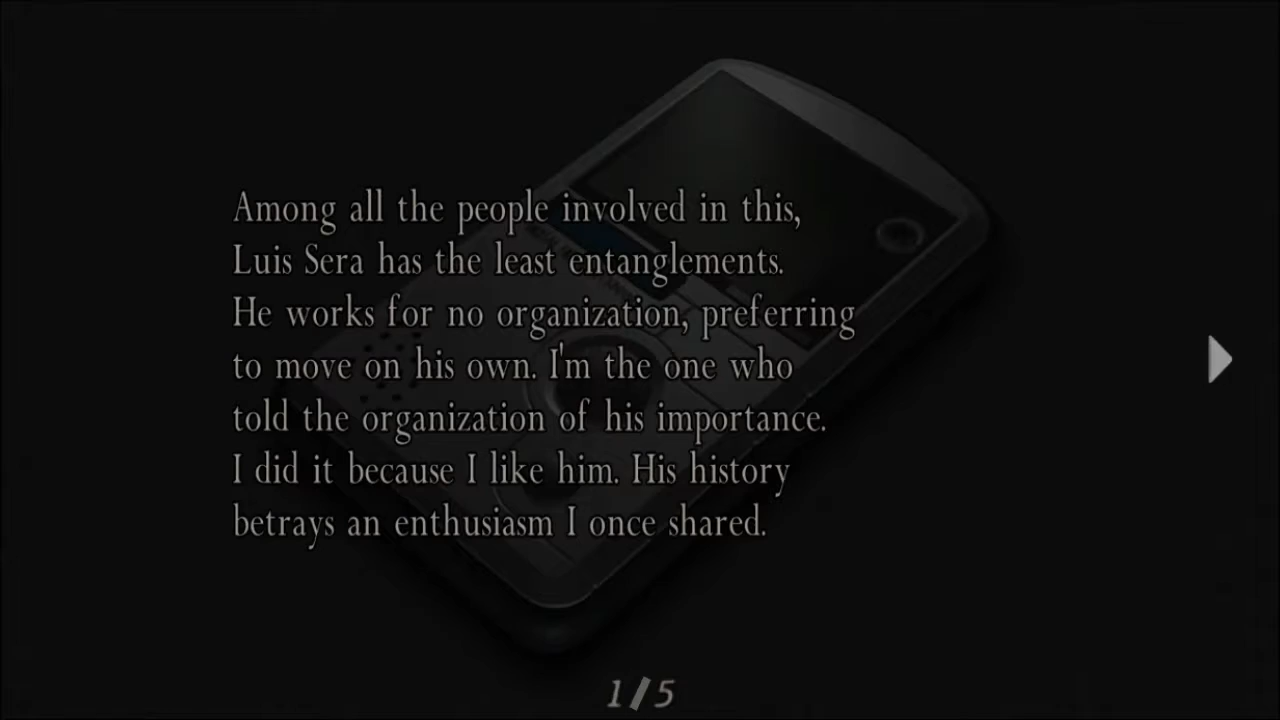 Among all the people involved in this,
Luis Sera has the least entanglements.
He works for no organization, preferring
to move on his own. I'm the one who
told the organization of his importance.
I did it because I like him. His history
betrays an enthusiasm I once shared.
1/5